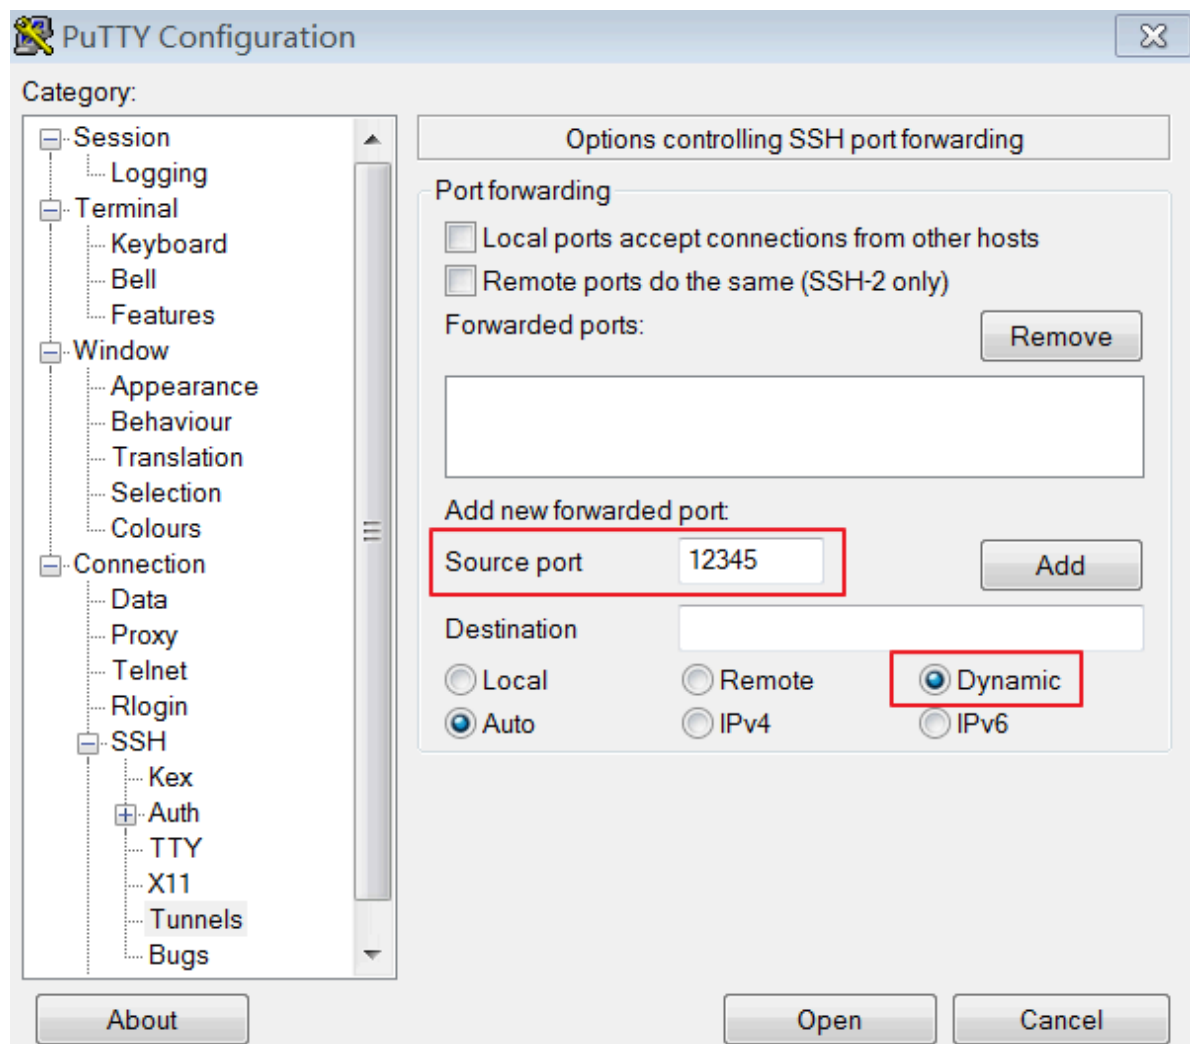 PuTTY Configuration
Category:
Session
Logging
Terminal
Keyboard
Bell
Features
Window
Appearance
Behaviour
Translation
Selection
Colours
Connection
Data
Proxy
Telnet
Rlogin
SSH
Kex
Auth
TTY
X11
Tunnels
Bugs
Options controlling SSH port forwarding
Port forwarding
Local ports accept connections from other hosts
Remote ports do the same (SSH-2 only)
Forwarded ports:
Remove
Add new forwarded port:
Source port 12345 Add
Destination
Local Remote Dynamic
Auto IPv4 IPv6
About Open Cancel